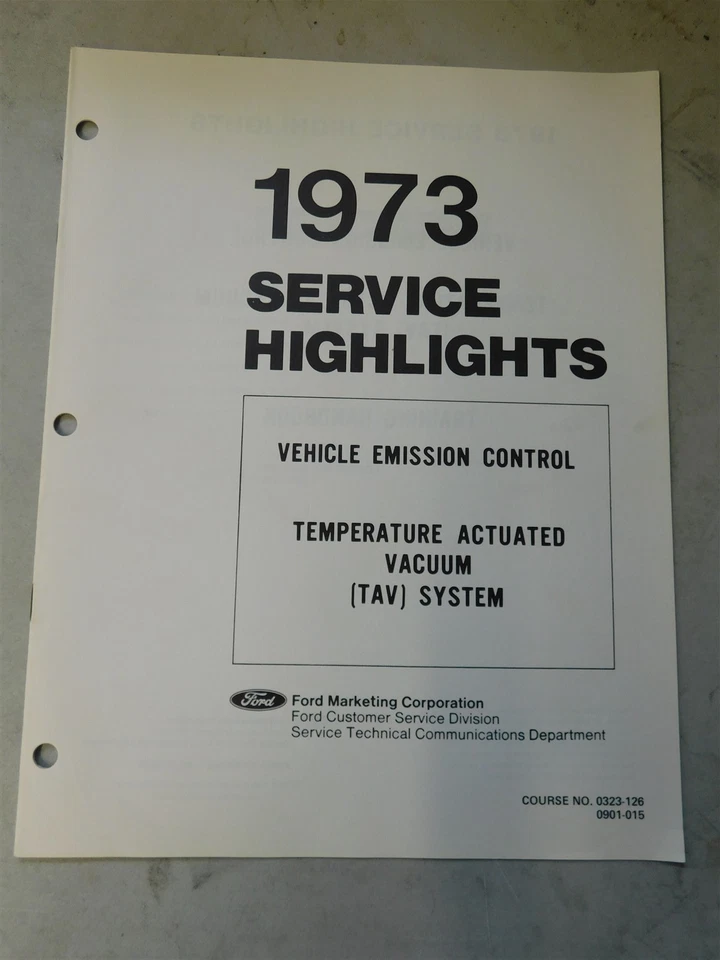 1973
SERVICE
HIGHLIGHTS
VEHICLE EMISSION CONTROL
TEMPERATURE ACTUATED
VACUUM
(TAV) SYSTEM
Ford Ford Marketing Corporation
Ford Customer Service Division
Service Technical Communications Department
COURSE NO. 0323-126
0901-015